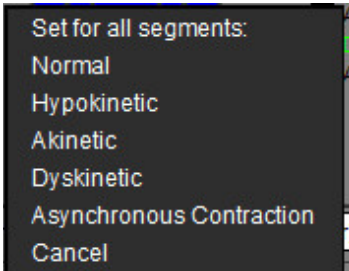 Set for all segments:
Normal
Hypokinetic
Akinetic
Dyskinetic
Asynchronous Contraction
Cancel